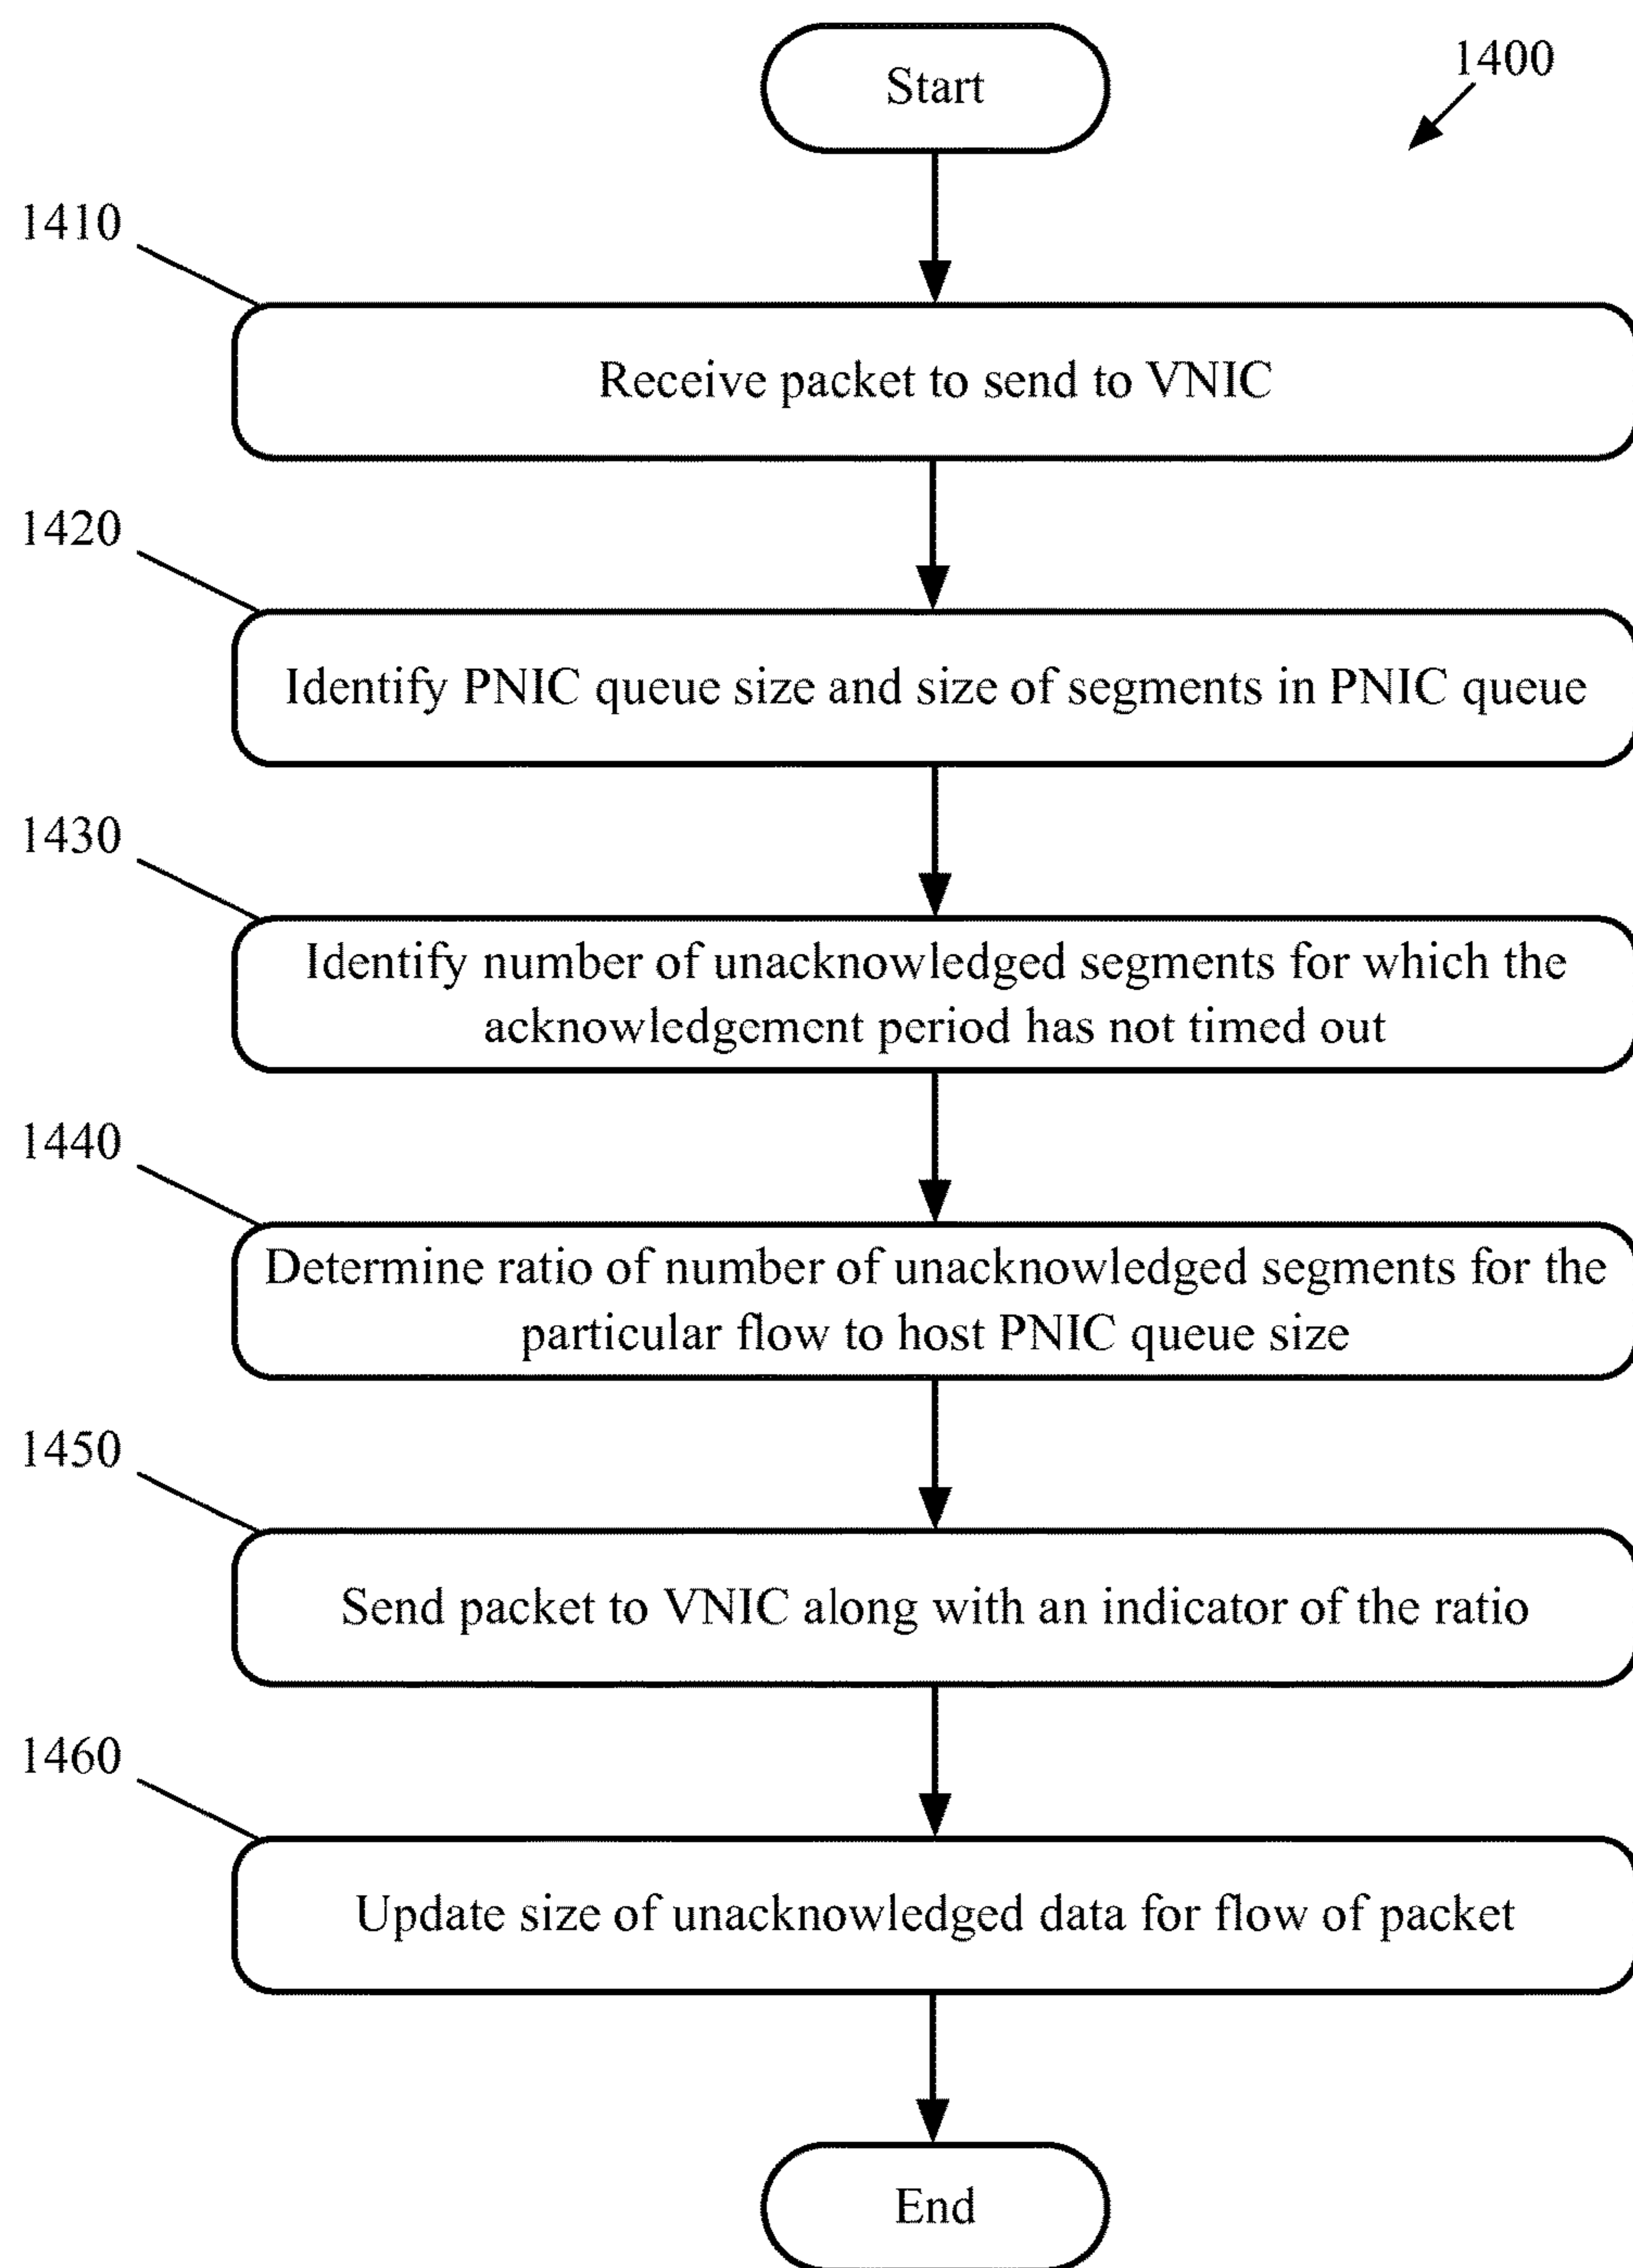 Start
1400
1410
Receive packet to send to VNIC
1420
Identify PNIC queue size and size of segments in PNIC queue
1430
Identify number of unacknowledged segments for which the
acknowledgement period has not timed out
1440
Determine ratio of number of unacknowledged segments for the
particular flow to host PNIC queue size
1450
Send packet to VNIC along with an indicator of the ratio
1460
Update size of unacknowledged data for flow of packet
End